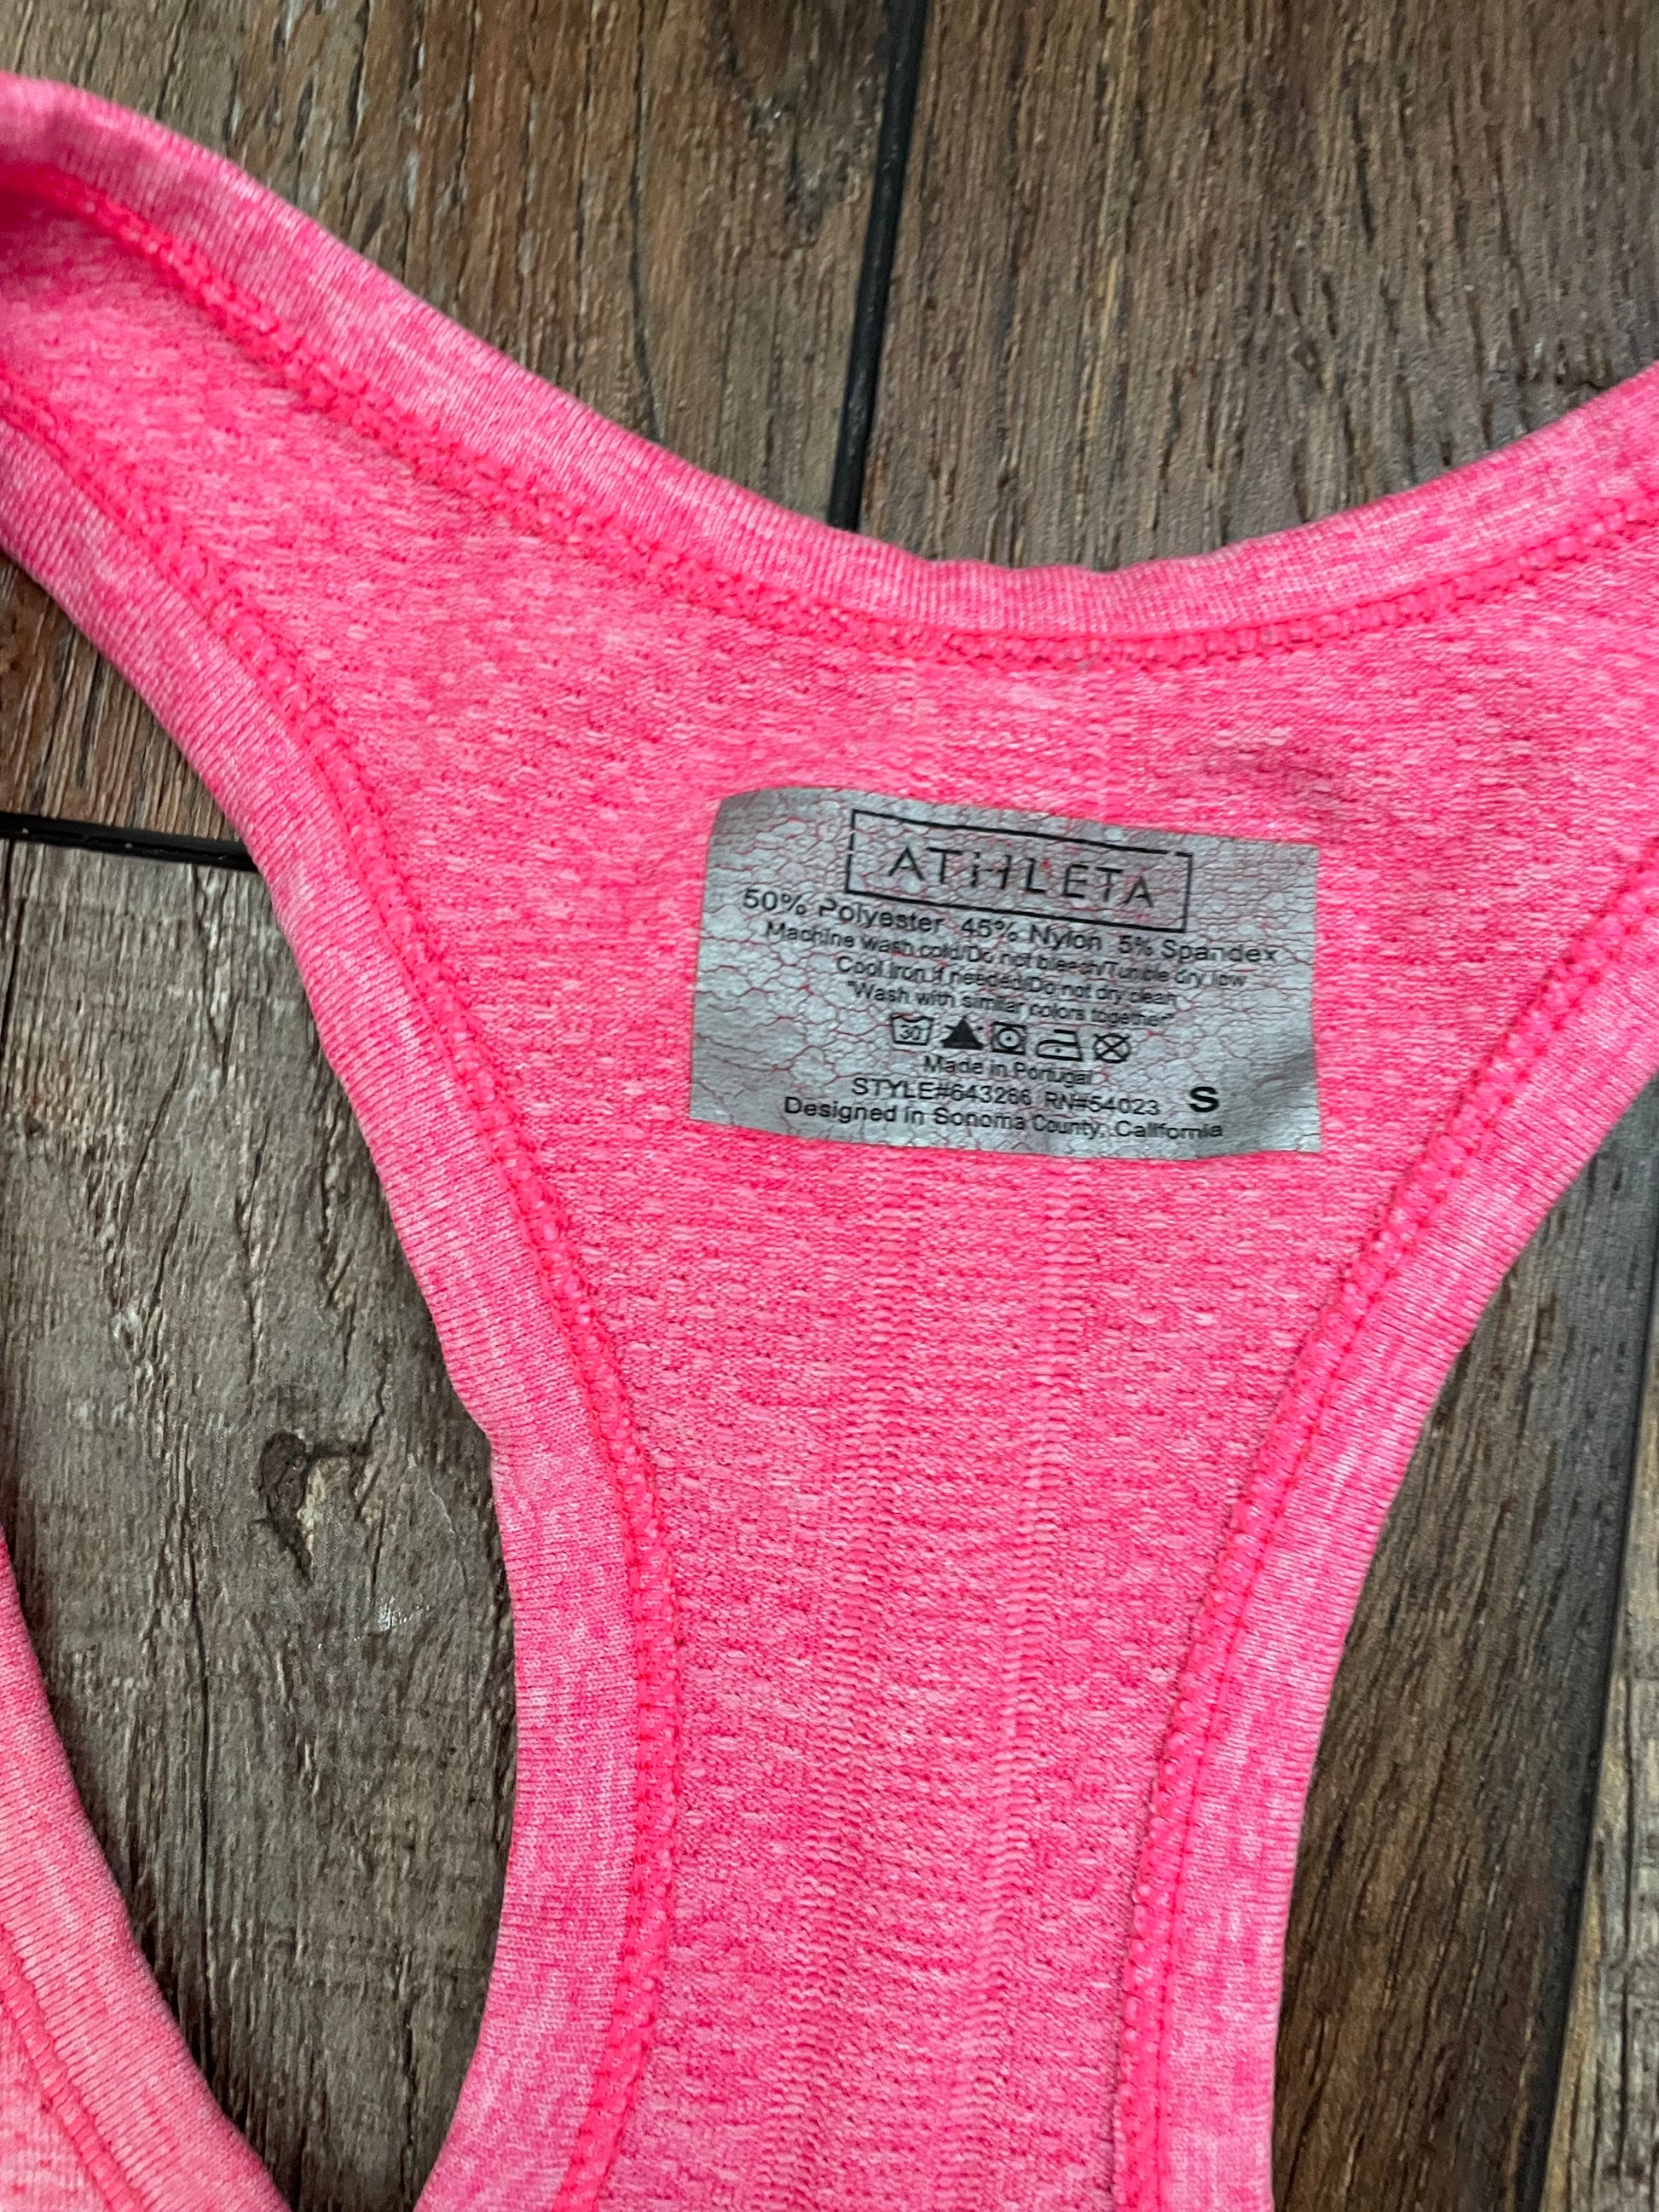 ATHLETA
50% Polyester 45% Nylon 5% Spandex
Machine wash cold/Do not bleach/Tumble dry low
Cool iron if needed/Do not dry clean
"Wash with similar colors together"
30
Made in Portugal
STYLE#643266 RN#54023 S
Designed in Sonoma County, California